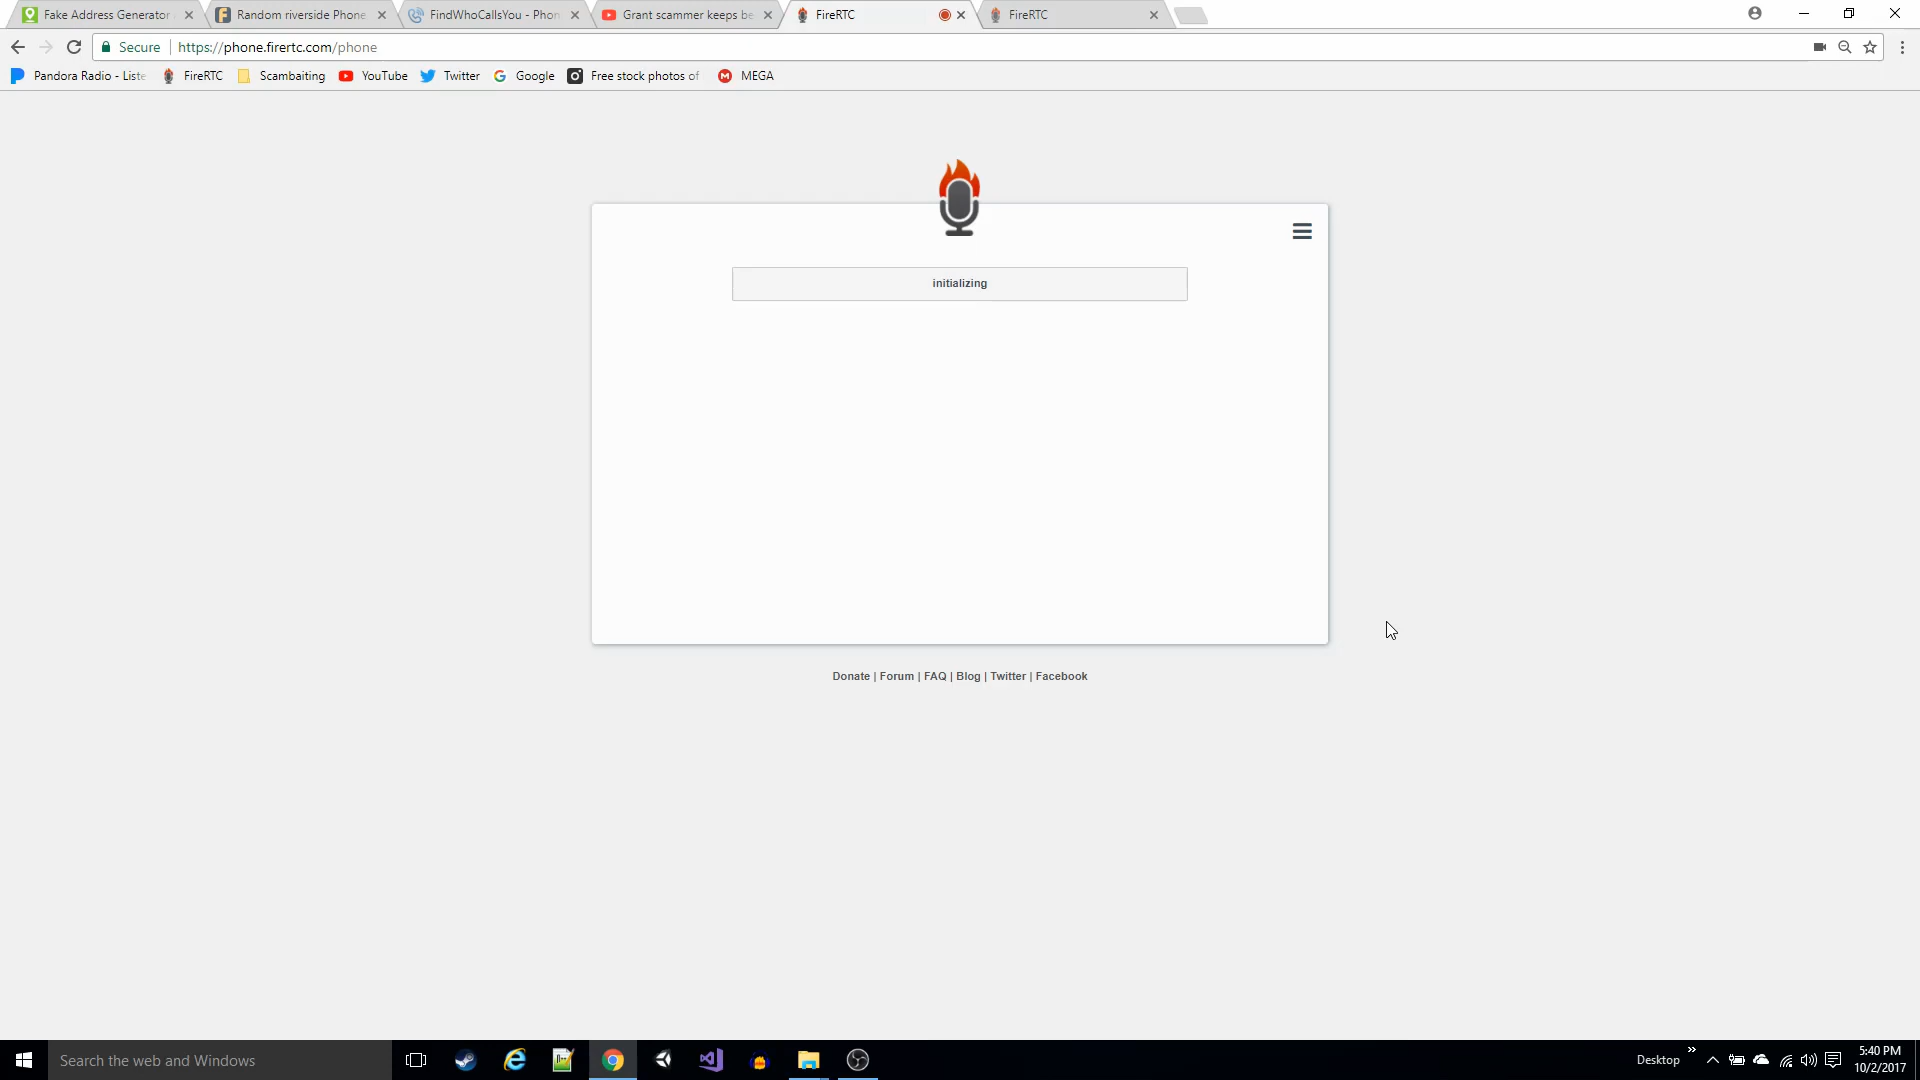 Fake Address Generator
Random riverside Phone
FindWhoCallsYou - Phon
Grant scammer keeps be
FireRTC
FireRTC
Secure
https://phone.firertc.com/phone
Pandora Radio - Liste
FireRTC
Scambaiting
YouTube
Twitter
Google
Free stock photos of
MEGA
initializing
Donate | Forum | FAQ | Blog | Twitter | Facebook
Search the web and Windows
Desktop
5:40 PM
10/2/2017